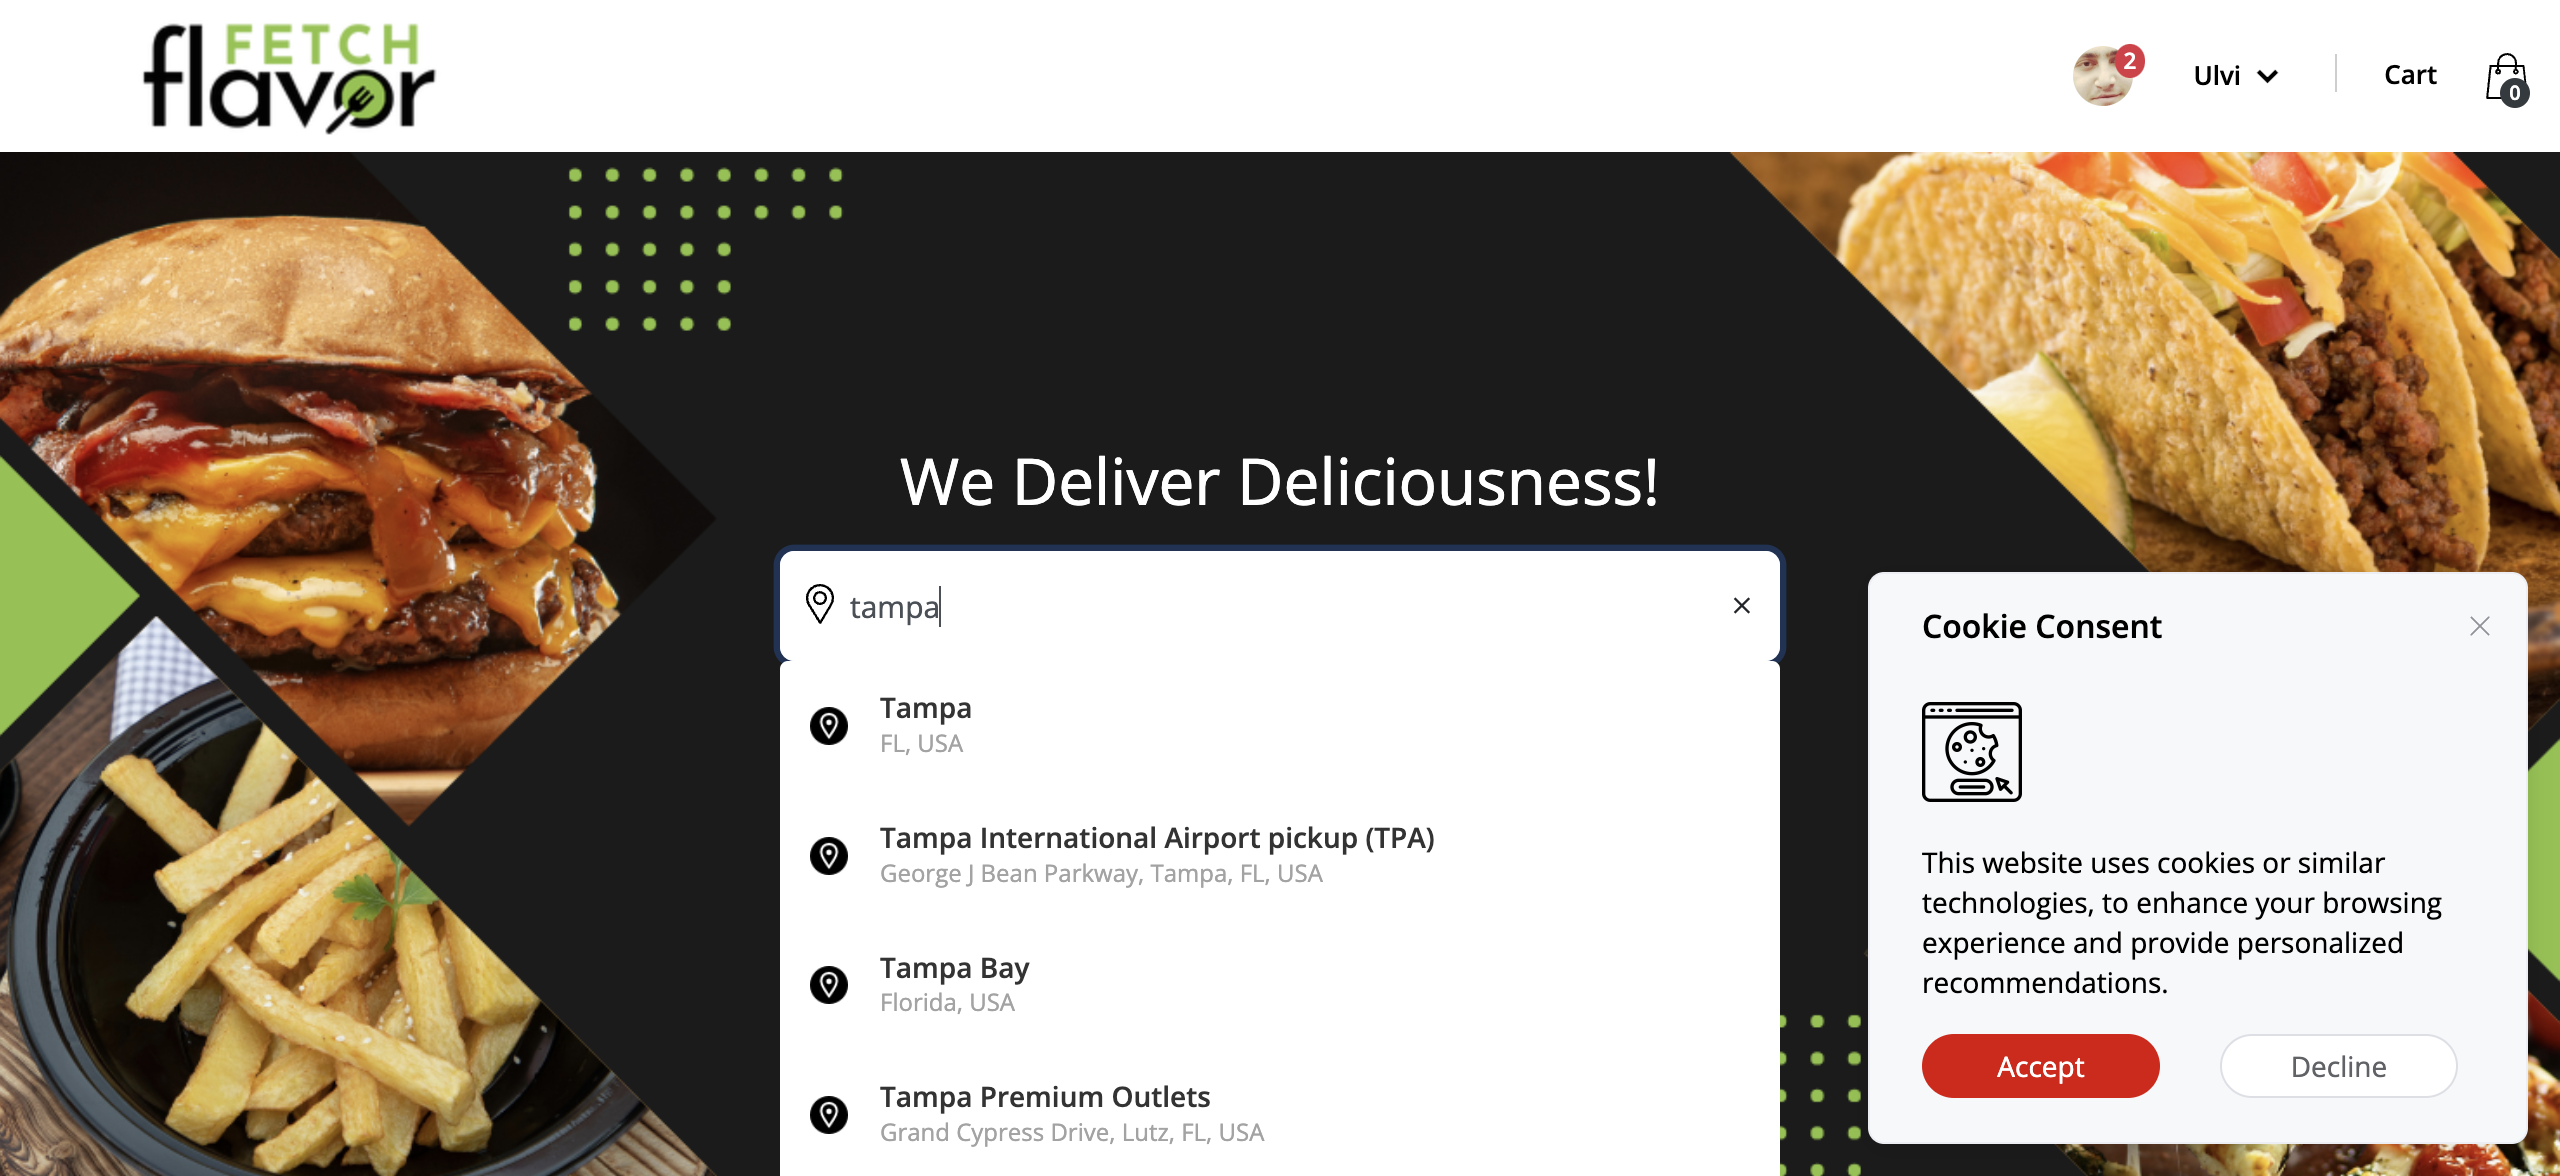 FETCH
flavor
2
Ulvi
Cart
0
We Deliver Deliciousness!
tampa
Tampa
FL, USA
Tampa International Airport pickup (TPA)
George J Bean Parkway, Tampa, FL, USA
Tampa Bay
Florida, USA
Tampa Premium Outlets
Grand Cypress Drive, Lutz, FL, USA
Cookie Consent
This website uses cookies or similar
technologies, to enhance your browsing
experience and provide personalized
recommendations.
Accept
Decline